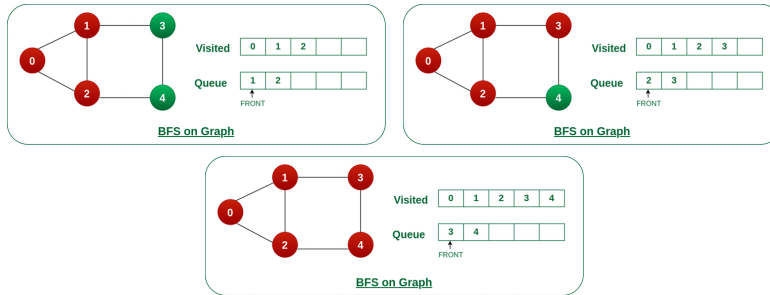 1 3
0
2 4
Visited 0 1 2
Queue 1 2
FRONT
BFS on Graph
1 3
0
2 4
Visited 0 1 2 3
Queue 2 3
FRONT
BFS on Graph
1 3
0
2 4
Visited 0 1 2 3 4
Queue 3 4
FRONT
BFS on Graph